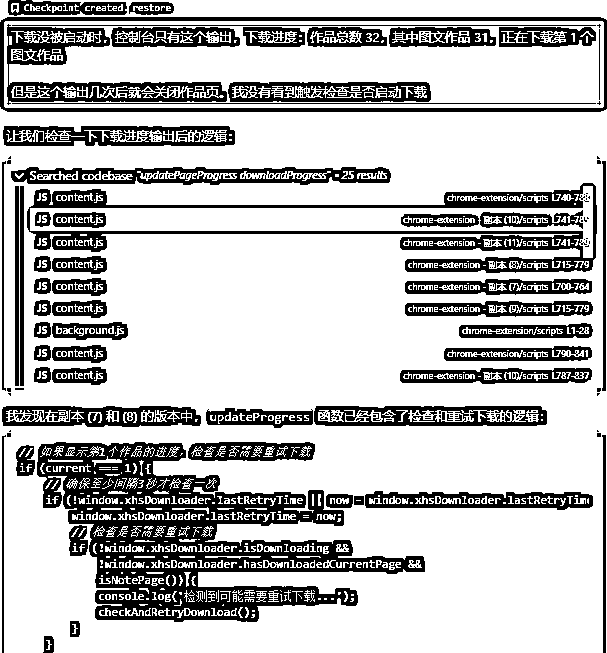 Checkpoint created, restore
下载没被启动时，控制台只有这个输出，下载进度：作品总数 32，其中图文作品 31，正在下载第 1 个
图文作品
但是这个输出几次后就会关闭作品页，我没有看到触发检查是否启动下载
让我们检查一下下载进度输出后的逻辑：
Searched codebase "updatePageProgress downloadProgress" • 25 results
JS content.js chrome-extension/scripts L740-788
JS content.js chrome-extension - 副本 (10)/scripts L741-789
JS content.js chrome-extension - 副本 (11)/scripts L741-789
JS content.js chrome-extension - 副本 (8)/scripts L715-779
JS content.js chrome-extension - 副本 (7)/scripts L700-764
JS content.js chrome-extension - 副本 (9)/scripts L715-779
JS background.js chrome-extension/scripts L1-28
JS content.js chrome-extension/scripts L790-841
JS content.js chrome-extension - 副本 (10)/scripts L787-837
我发现在副本 (7) 和 (8) 的版本中， updateProgress 函数已经包含了检查和重试下载的逻辑：
// 如果显示第1个作品的进度，检查是否需要重试下载
if (current === 1) {
// 确保至少间隔3秒才检查一次
if (!window.xhsDownloader.lastRetryTime || now - window.xhsDownloader.lastRetryTime
window.xhsDownloader.lastRetryTime = now;
// 检查是否需要重试下载
if (!window.xhsDownloader.isDownloading &&
!window.xhsDownloader.hasDownloadedCurrentPage &&
isNotePage()) {
console.log("检测到可能需要重试下载...");
checkAndRetryDownload();
}
}